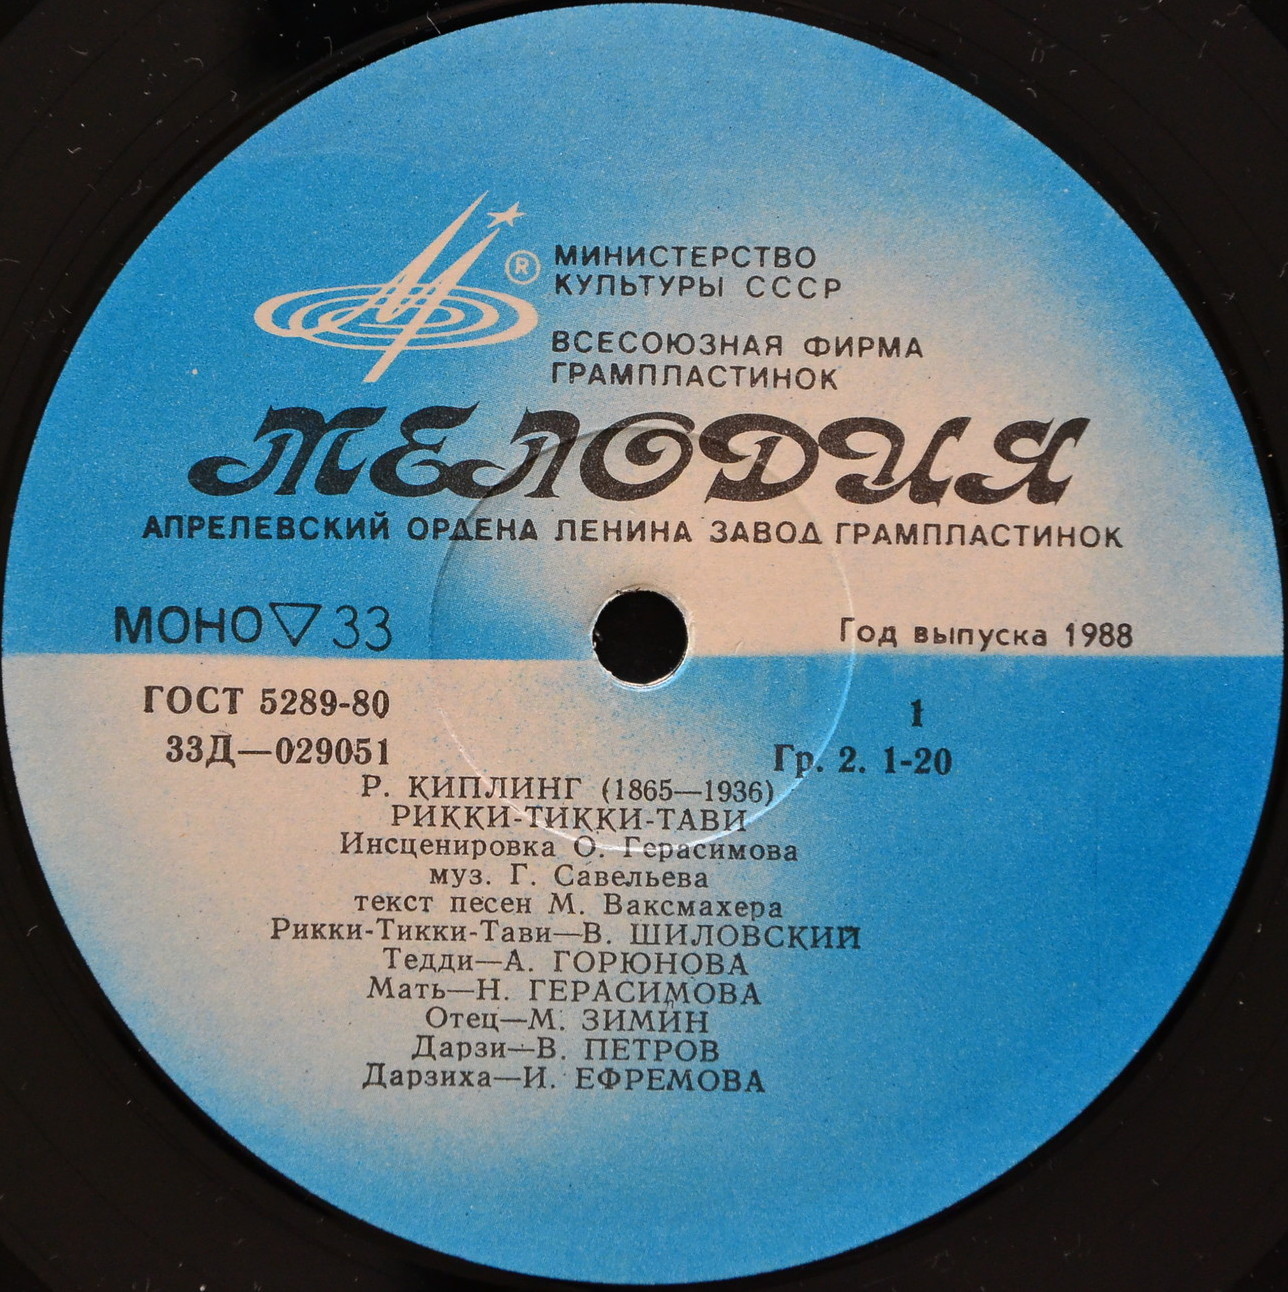 ®
МИНИСТЕРСТВО
КУЛЬТУРЫ СССР
ВСЕСОЮЗНАЯ ФИРМА
ГРАМПЛАСТИНОК
МЕЛОДИЯ
АПРЕЛЕВСКИЙ ОРДЕНА ЛЕНИНА ЗАВОД ГРАМПЛАСТИНОК
МОНО ▽ 33
Год выпуска 1988
ГОСТ 5289-80
1
33Д—029051
Гр. 2. 1-20
Р. КИПЛИНГ (1865—1936)
РИККИ-ТИККИ-ТАВИ
Инсценировка О. Герасимова
муз. Г. Савельева
текст песен М. Ваксмахера
Рикки-Тикки-Тави—В. ШИЛОВСКИЙ
Тедди—А. ГОРЮНОВА
Мать—Н. ГЕРАСИМОВА
Отец—М. ЗИМИН
Дарзи—В. ПЕТРОВ
Дарзиха—И. ЕФРЕМОВА